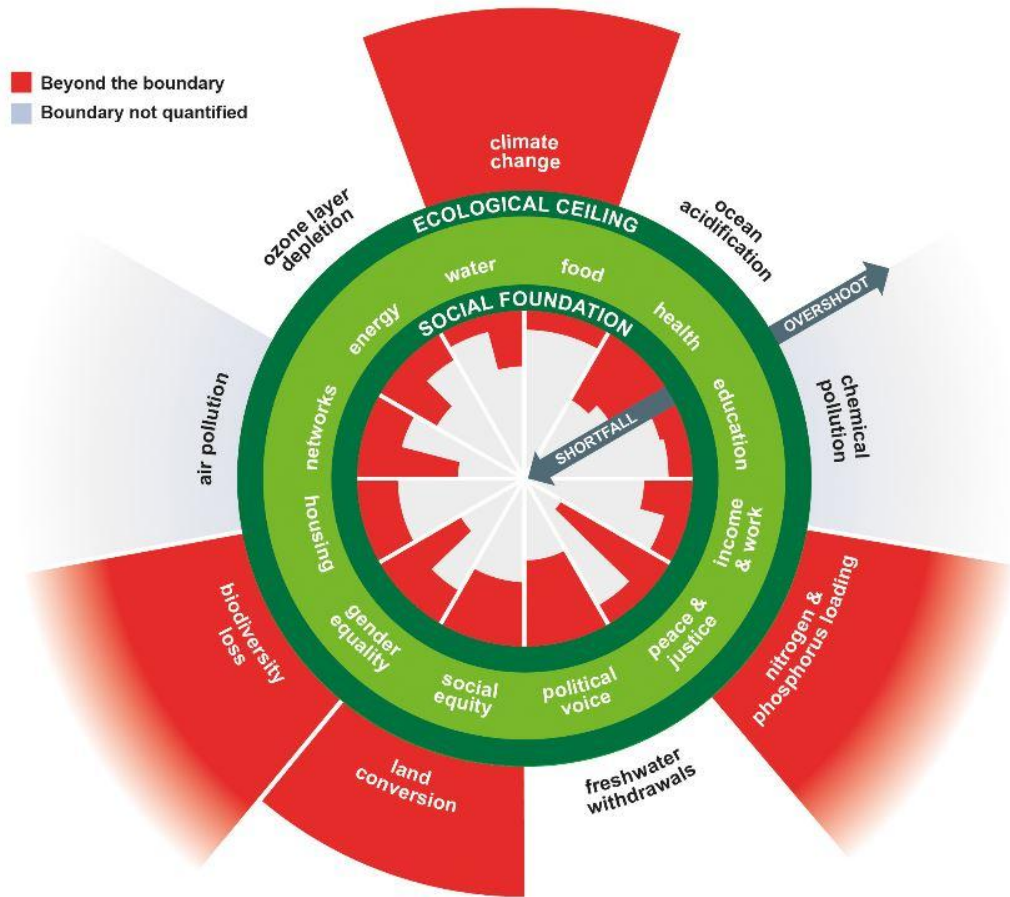 Beyond the boundary
Boundary not quantified
climate
change
ozone layer
depletion
ocean
acidification
ECOLOGICAL CEILING
OVERSHOOT
water
food
energy
health
SOCIAL FOUNDATION
SHORTFALL
networks
education
air pollution
chemical
pollution
housing
income
& work
gender
equality
peace &
justice
social
equity
political
voice
biodiversity
loss
nitrogen &
phosphorus loading
land
conversion
freshwater
withdrawals